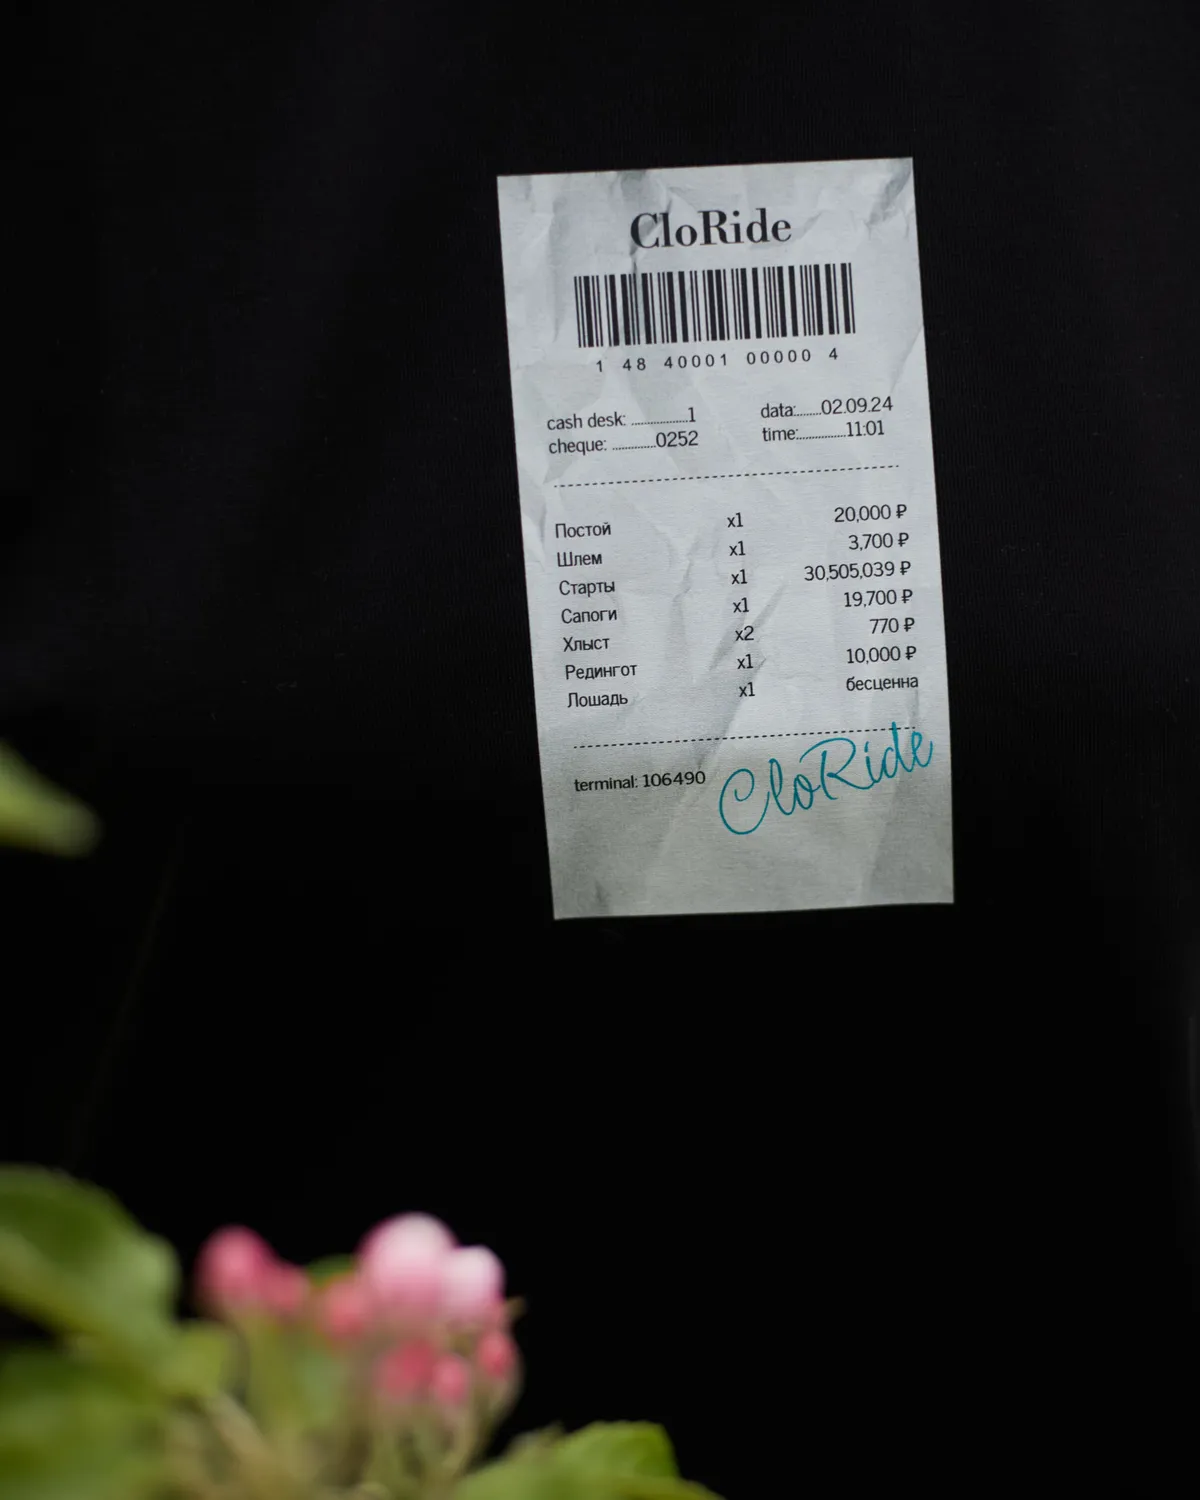 CloRide
1 48 40001 00000 4
cash desk: ..................1 data:........02.09.24
cheque: ..............0252 time:...............11:01
Постой x1 20,000 ₽
Шлем x1 3,700 ₽
Старты x1 30,505,039 ₽
Сапоги x1 19,700 ₽
Хлыст x2 770 ₽
Редингот x1 10,000 ₽
Лошадь x1 бесценна
terminal: 106490 CloRide